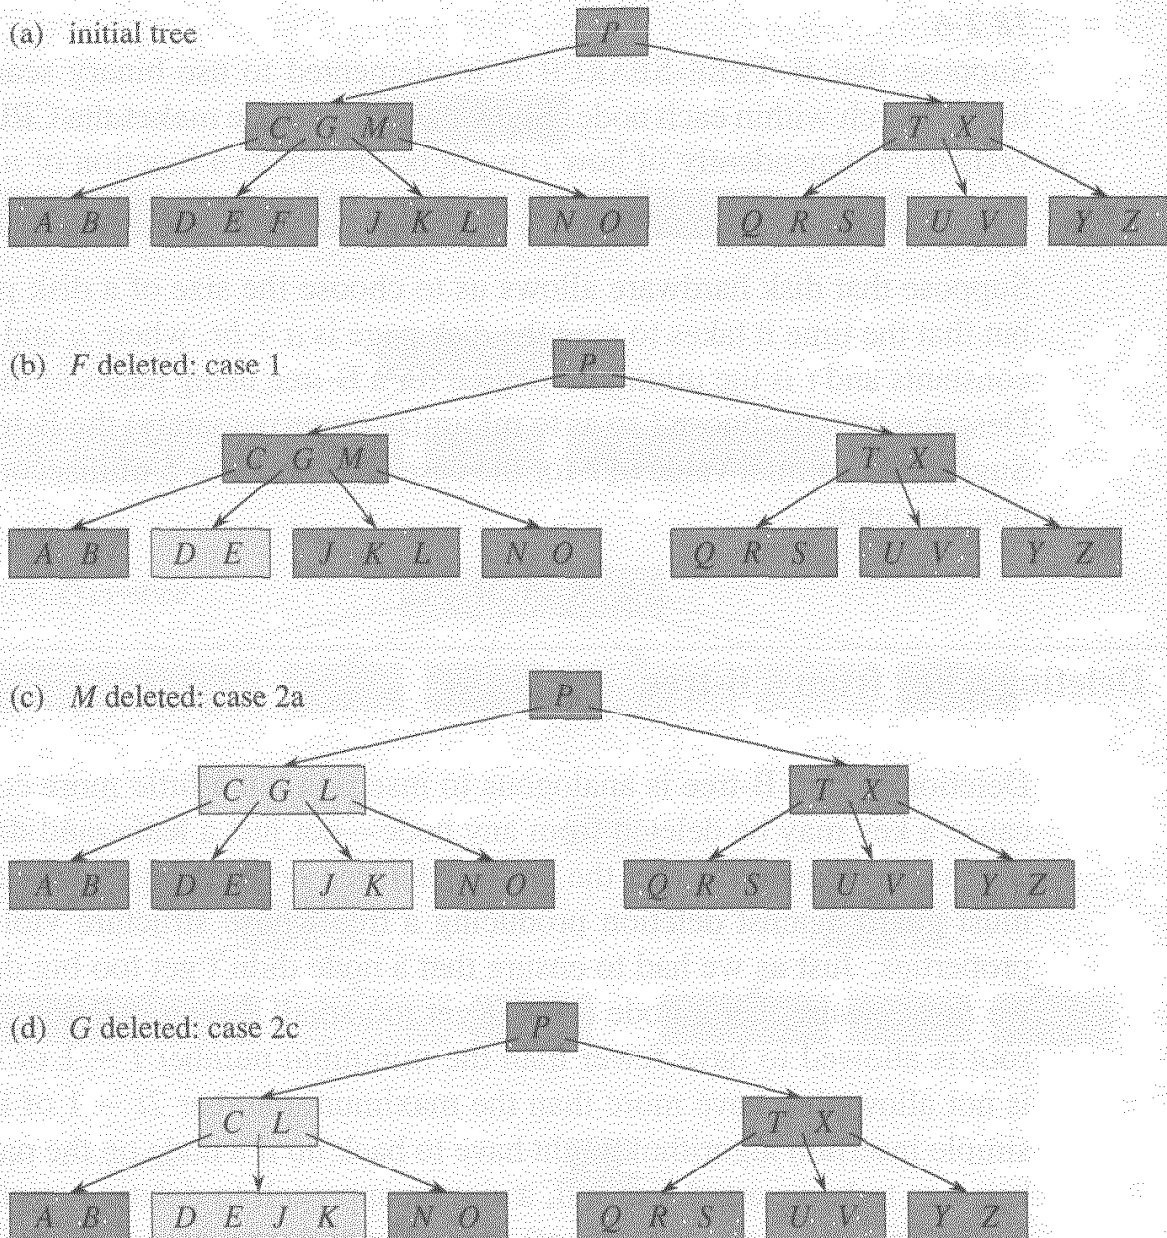 (a) initial tree
P
C G M T X
A B D E F J K L N O Q R S U V Y Z
(b) F deleted: case 1
P
C G M T X
A B D E J K L N O Q R S U V Y Z
(c) M deleted: case 2a
P
C G L T X
A B D E J K N O Q R S U V Y Z
(d) G deleted: case 2c
P
C L T X
A B D E J K N O Q R S U V Y Z